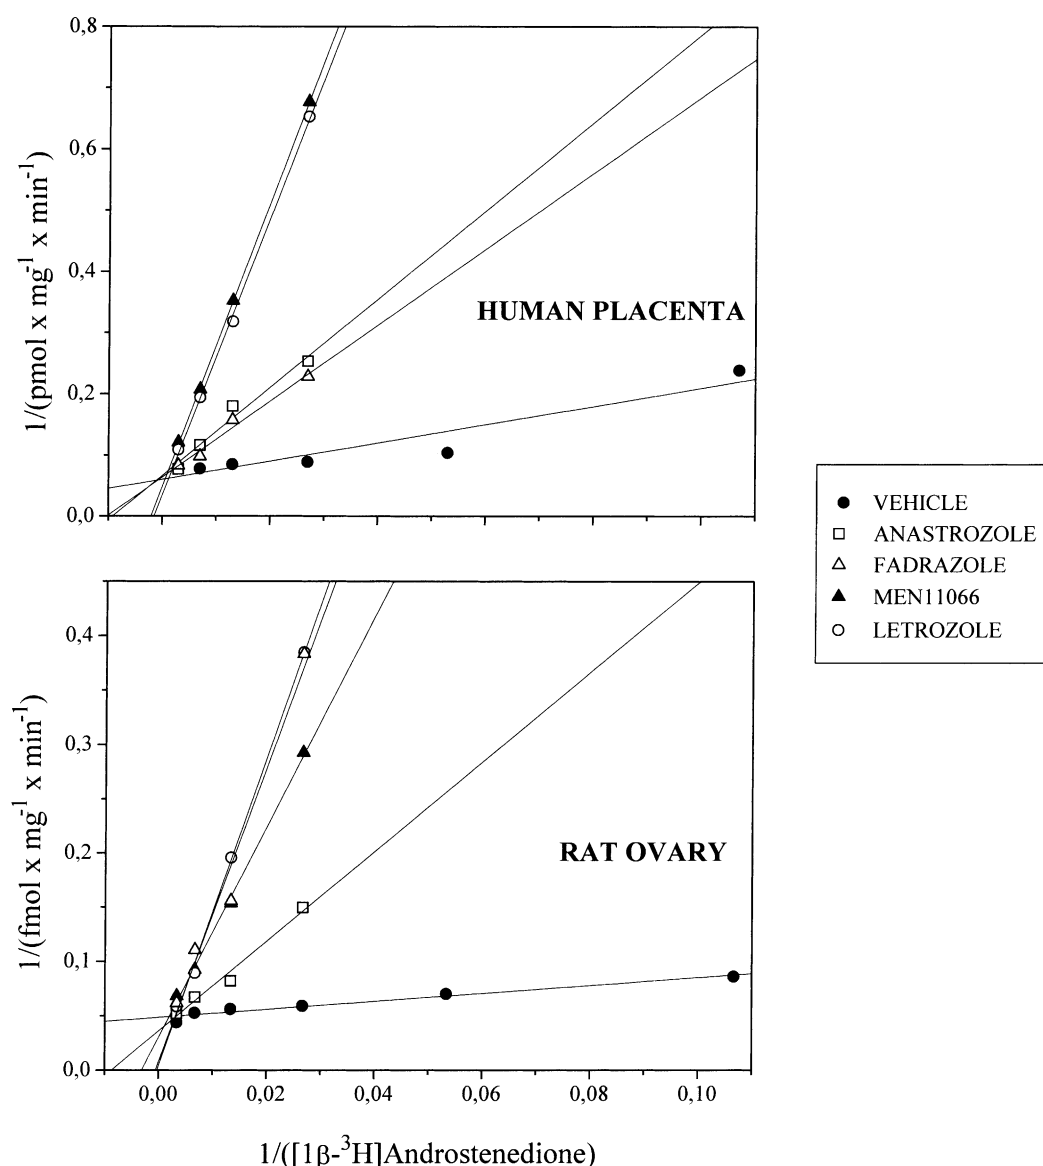 0,8
0,6
0,4
0,2
0,0
1/(pmol x mg⁻¹ x min⁻¹)
HUMAN PLACENTA
VEHICLE
ANASTROZOLE
FADRAZOLE
MEN11066
LETROZOLE
0,4
0,3
0,2
0,1
0,0
1/(fmol x mg⁻¹ x min⁻¹)
RAT OVARY
0,00 0,02 0,04 0,06 0,08 0,10
1/([1β-³H]Androstenedione)